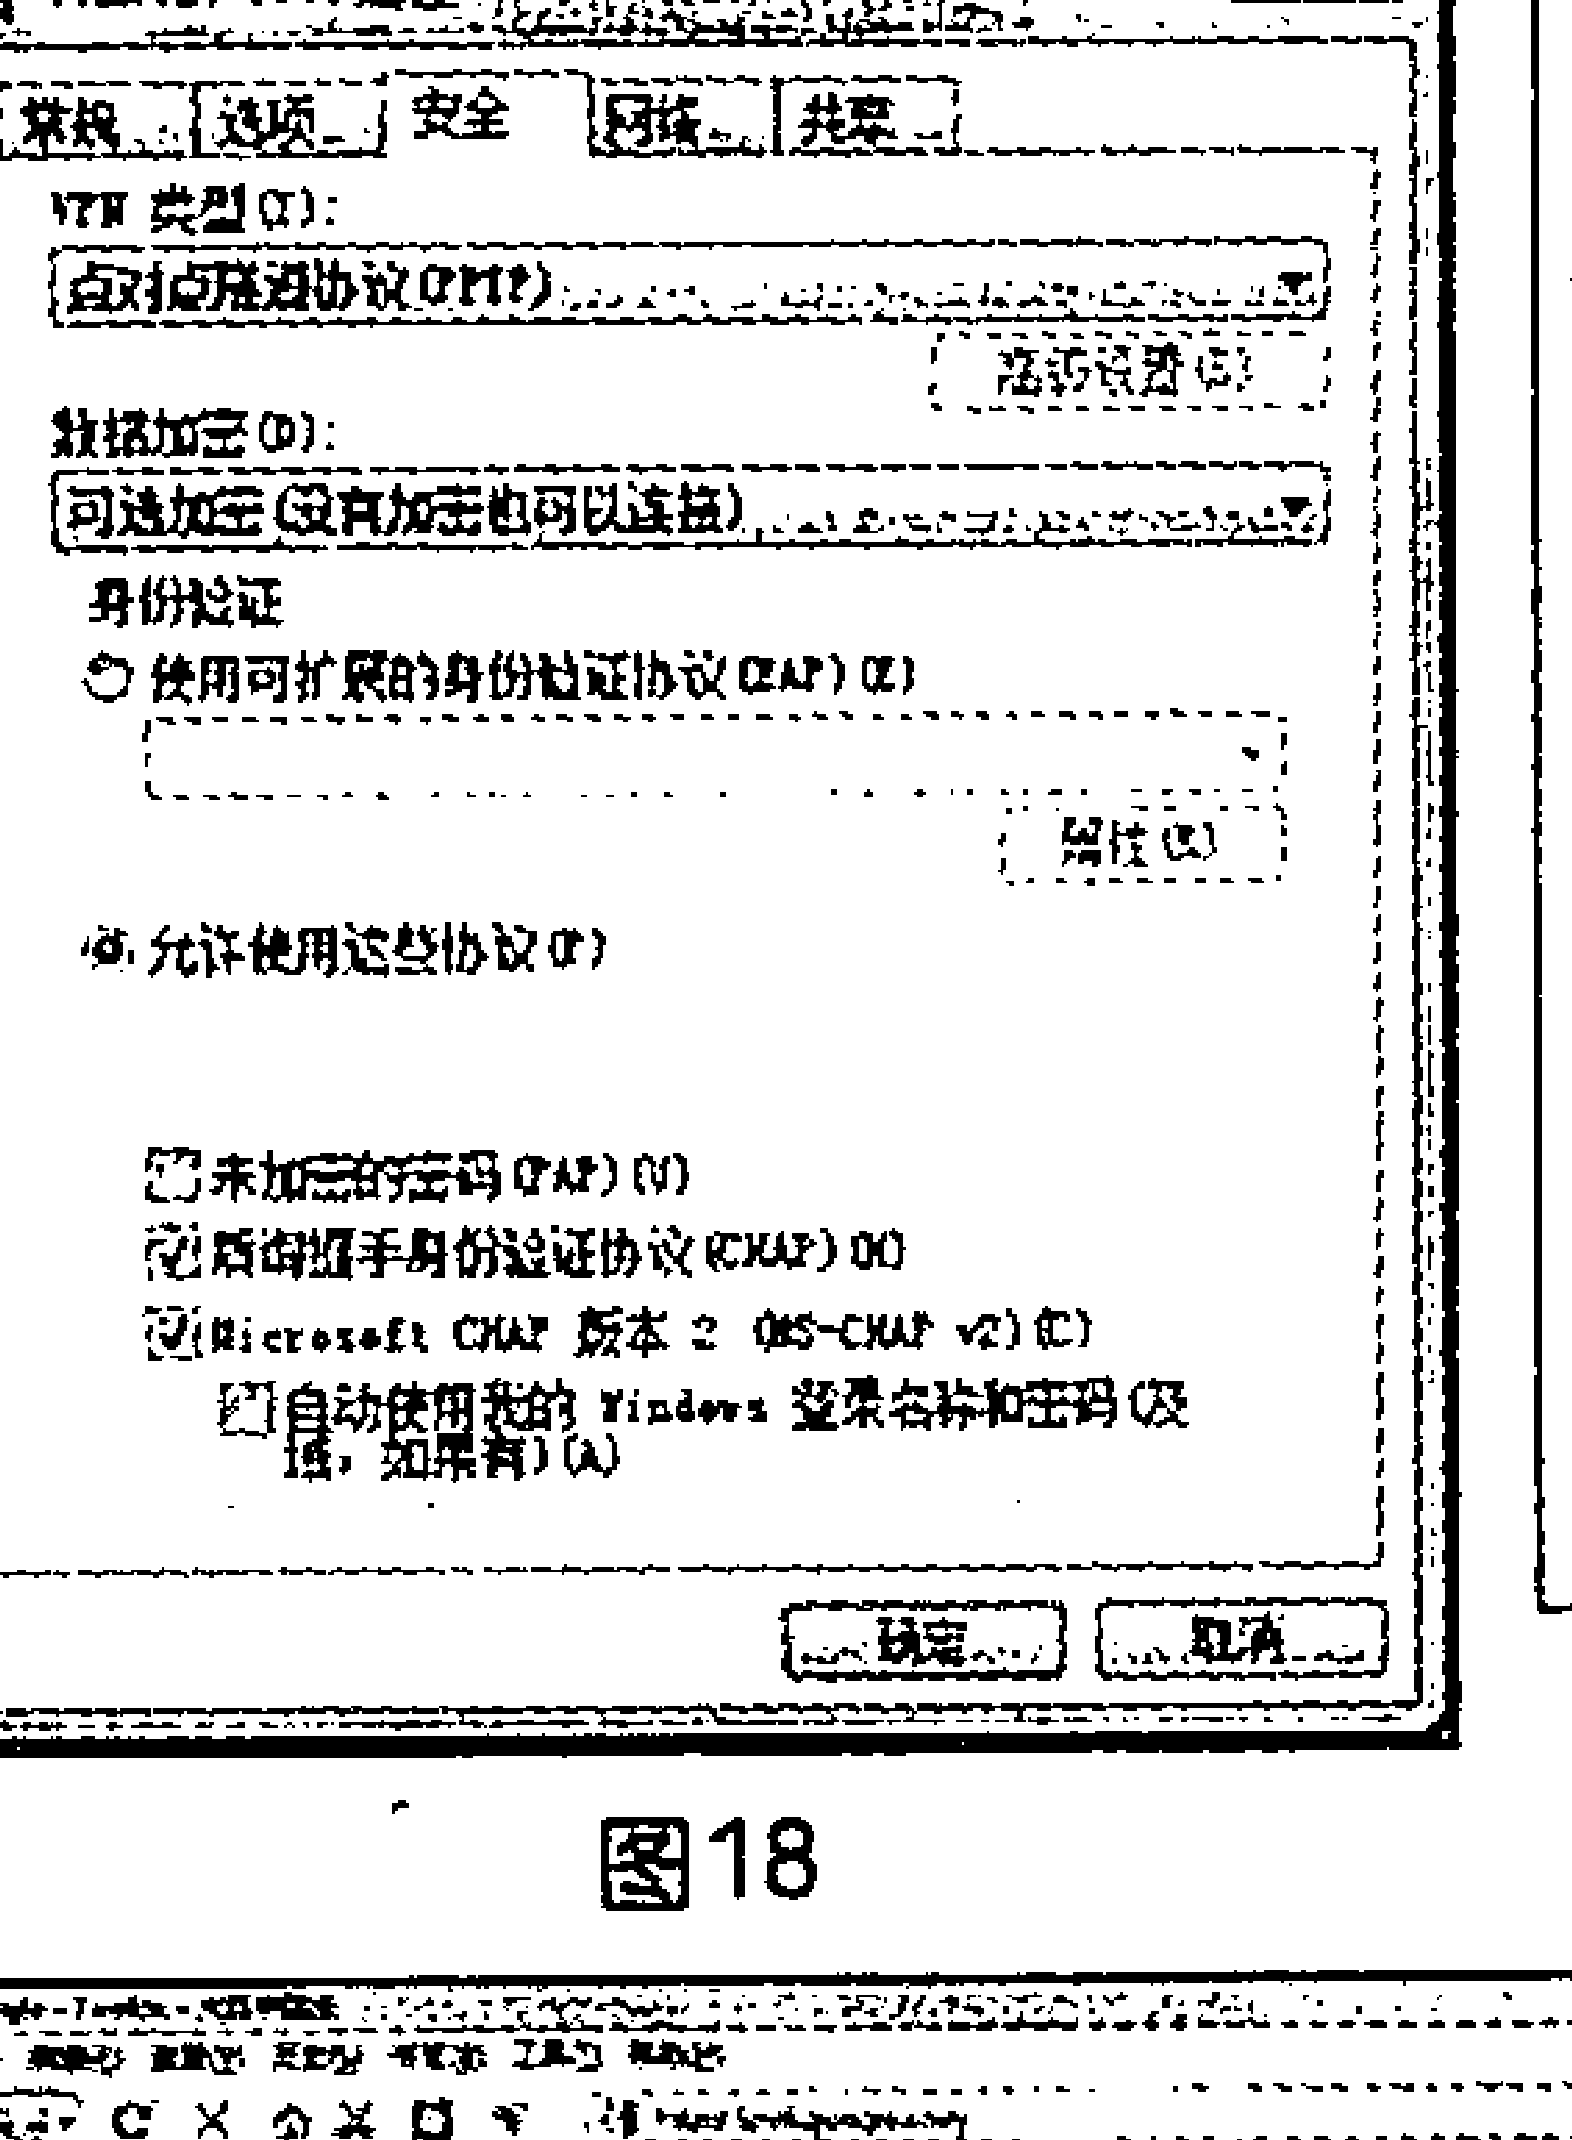 常规 选项 安全 网络 共享
VPN 类型(T):
点对点隧道协议(PPTP)
高级设置(S)
数据加密(D):
可选加密(没有加密也可以连接)
身份验证
使用可扩展的身份验证协议(EAP)(E)
属性(R)
允许使用这些协议(P)
未加密的密码(PAP)(U)
质询握手身份验证协议(CHAP)(H)
Microsoft CHAP 版本 2 (MS-CHAP v2)(C)
自动使用我的 Windows 登录名称和密码(及
域，如果有)(A)
确定 取消
图18